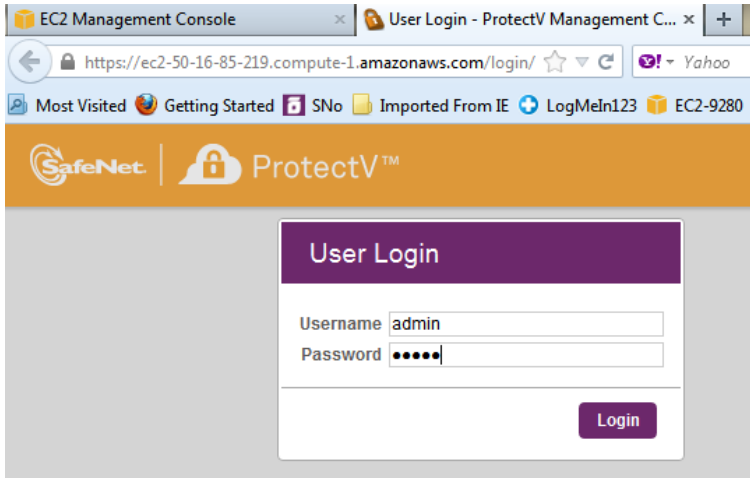 EC2 Management Console
User Login - ProtectV Management C...
https://ec2-50-16-85-219.compute-1.amazonaws.com/login/
Yahoo
Most Visited Getting Started SNo Imported From IE LogMeIn123 EC2-9280
SafeNet. ProtectV™
User Login
Username admin
Password •••••
Login